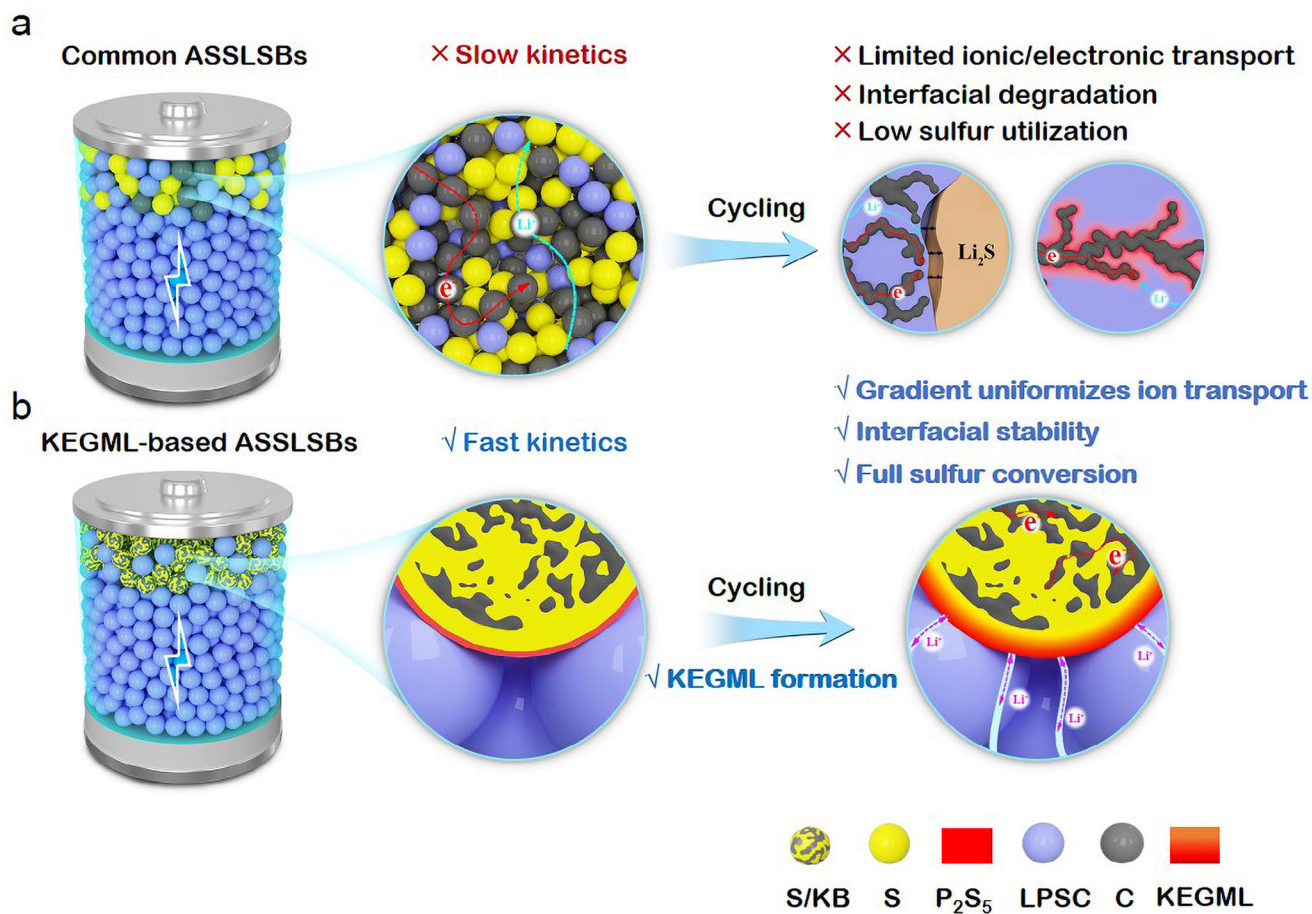 a
Common ASSLSBs
× Slow kinetics
× Limited ionic/electronic transport
× Interfacial degradation
× Low sulfur utilization
Li⁺
e⁻
Cycling
Li⁺
e
Li₂S
e
Li⁺
b
KEGML-based ASSLSBs
√ Fast kinetics
√ Gradient uniformizes ion transport
√ Interfacial stability
√ Full sulfur conversion
Cycling
√ KEGML formation
e⁻
e⁻
Li⁺
Li⁺
Li⁺
Li⁺
S/KB S P₂S₅ LPSC C KEGML